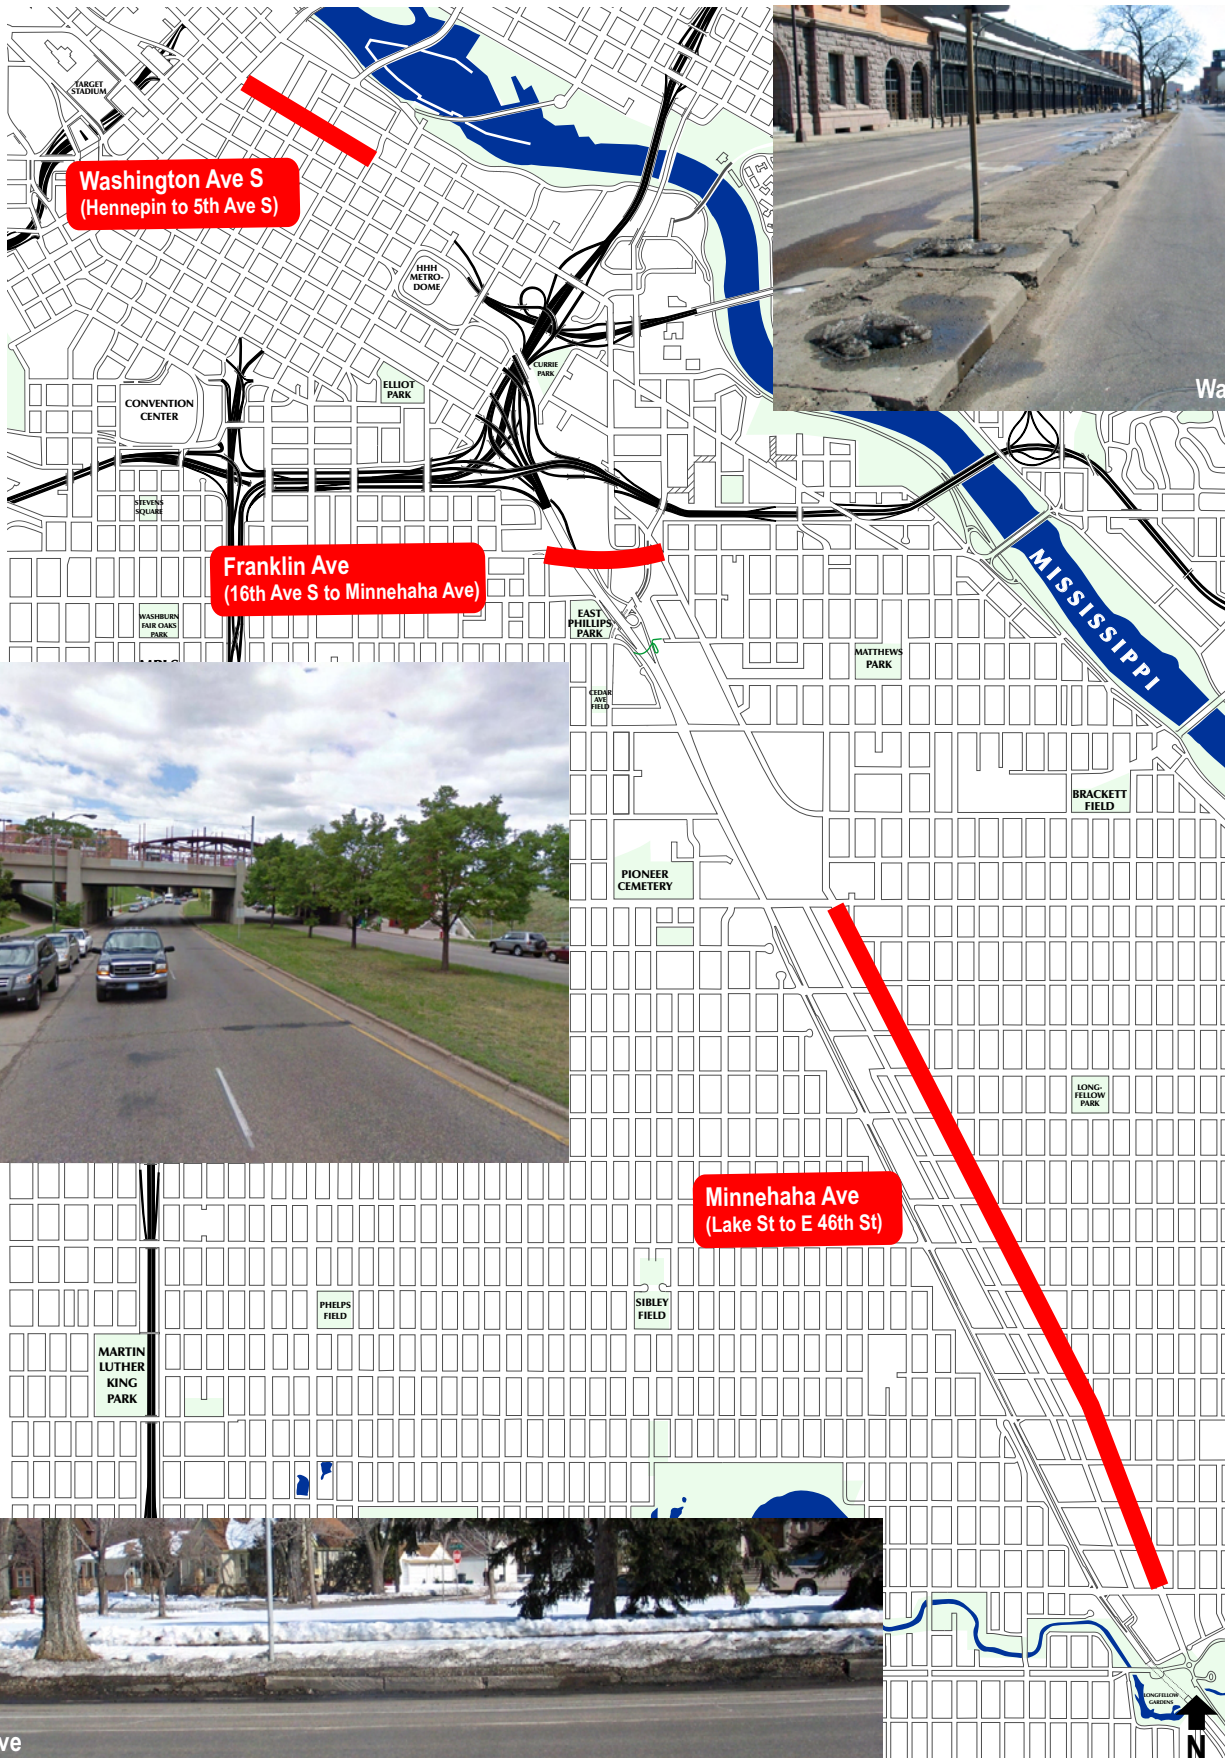 TARGET
STADIUM
Washington Ave S
(Hennepin to 5th Ave S)
HHH
METRO-
DOME
CURRIE
PARK
ELLIOT
PARK
CONVENTION
CENTER
Wa
STEVENS
SQUARE
Franklin Ave
(16th Ave S to Minnehaha Ave)
MISSISSIPPI
WASHBURN
FAIR OAKS
PARK
EAST
PHILLIPS
PARK
MATTHEWS
PARK
CEDAR
AVE
FIELD
BRACKETT
FIELD
PIONEER
CEMETERY
LONG-
FELLOW
PARK
Minnehaha Ave
(Lake St to E 46th St)
PHELPS
FIELD
SIBLEY
FIELD
MARTIN
LUTHER
KING
PARK
LONGFELLOW
GARDENS
N
ve